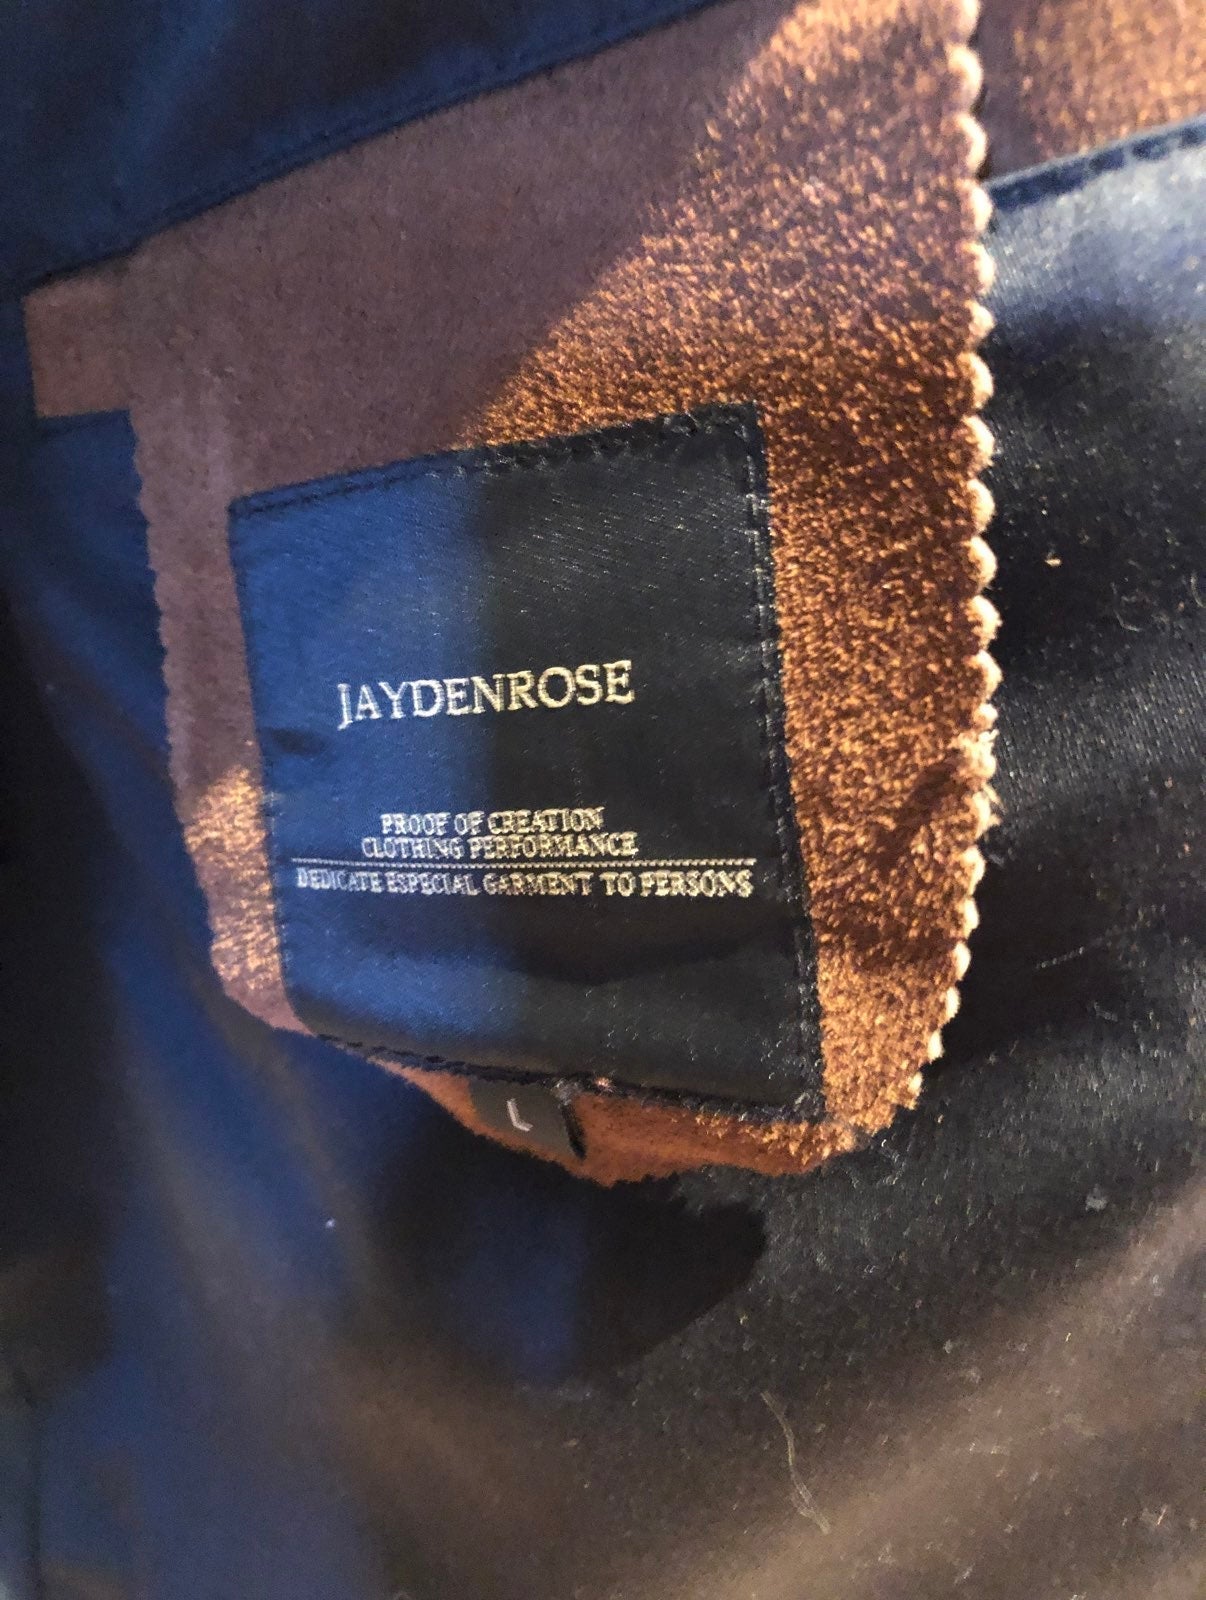 JAYDENROSE
PROOF OF CREATION
CLOTHING PERFORMANCE
DEDICATE ESPECIAL GARMENT TO PERSONS
L